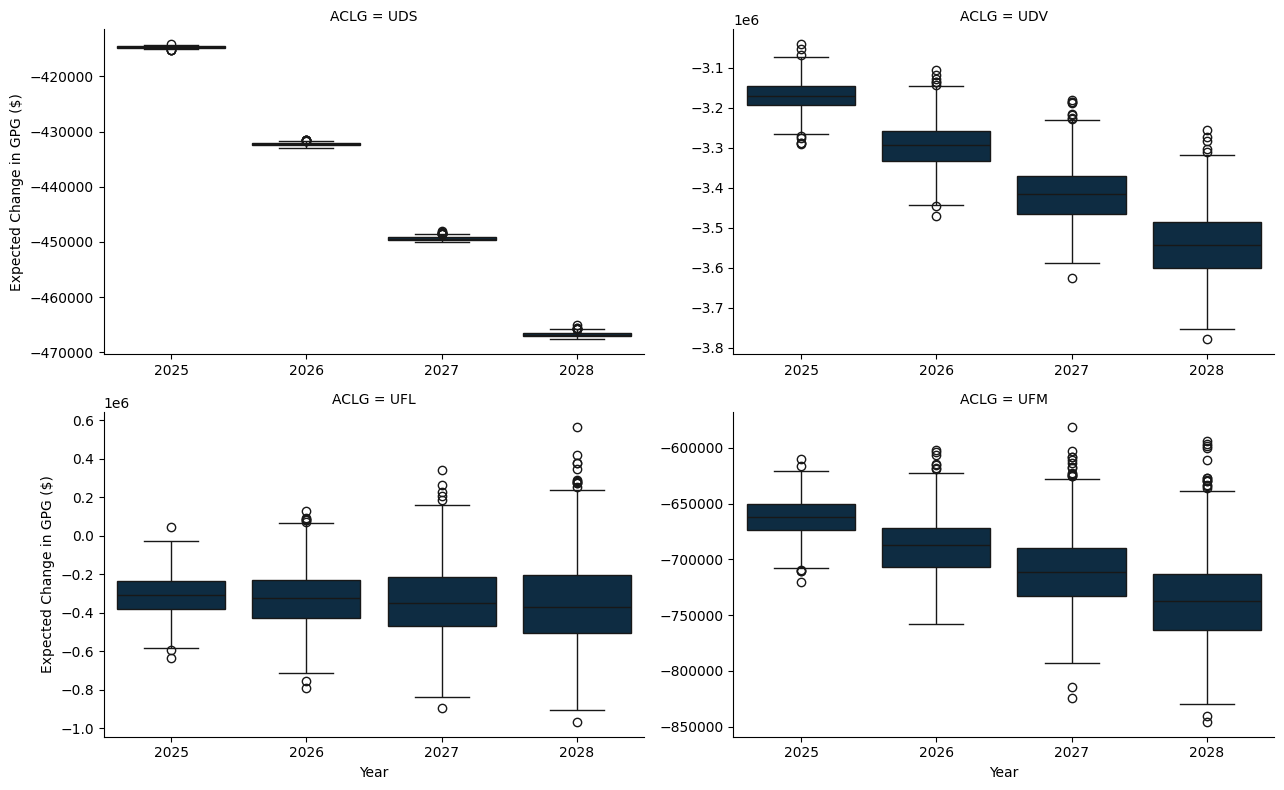 ACLG = UDS
Expected Change in GPG ($)
−420000
−430000
−440000
−450000
−460000
−470000
2025 2026 2027 2028
ACLG = UDV
1e6
−3.1
−3.2
−3.3
−3.4
−3.5
−3.6
−3.7
−3.8
2025 2026 2027 2028
ACLG = UFL
1e6
Expected Change in GPG ($)
0.6
0.4
0.2
0.0
−0.2
−0.4
−0.6
−0.8
−1.0
2025 2026 2027 2028
Year
ACLG = UFM
−600000
−650000
−700000
−750000
−800000
−850000
2025 2026 2027 2028
Year